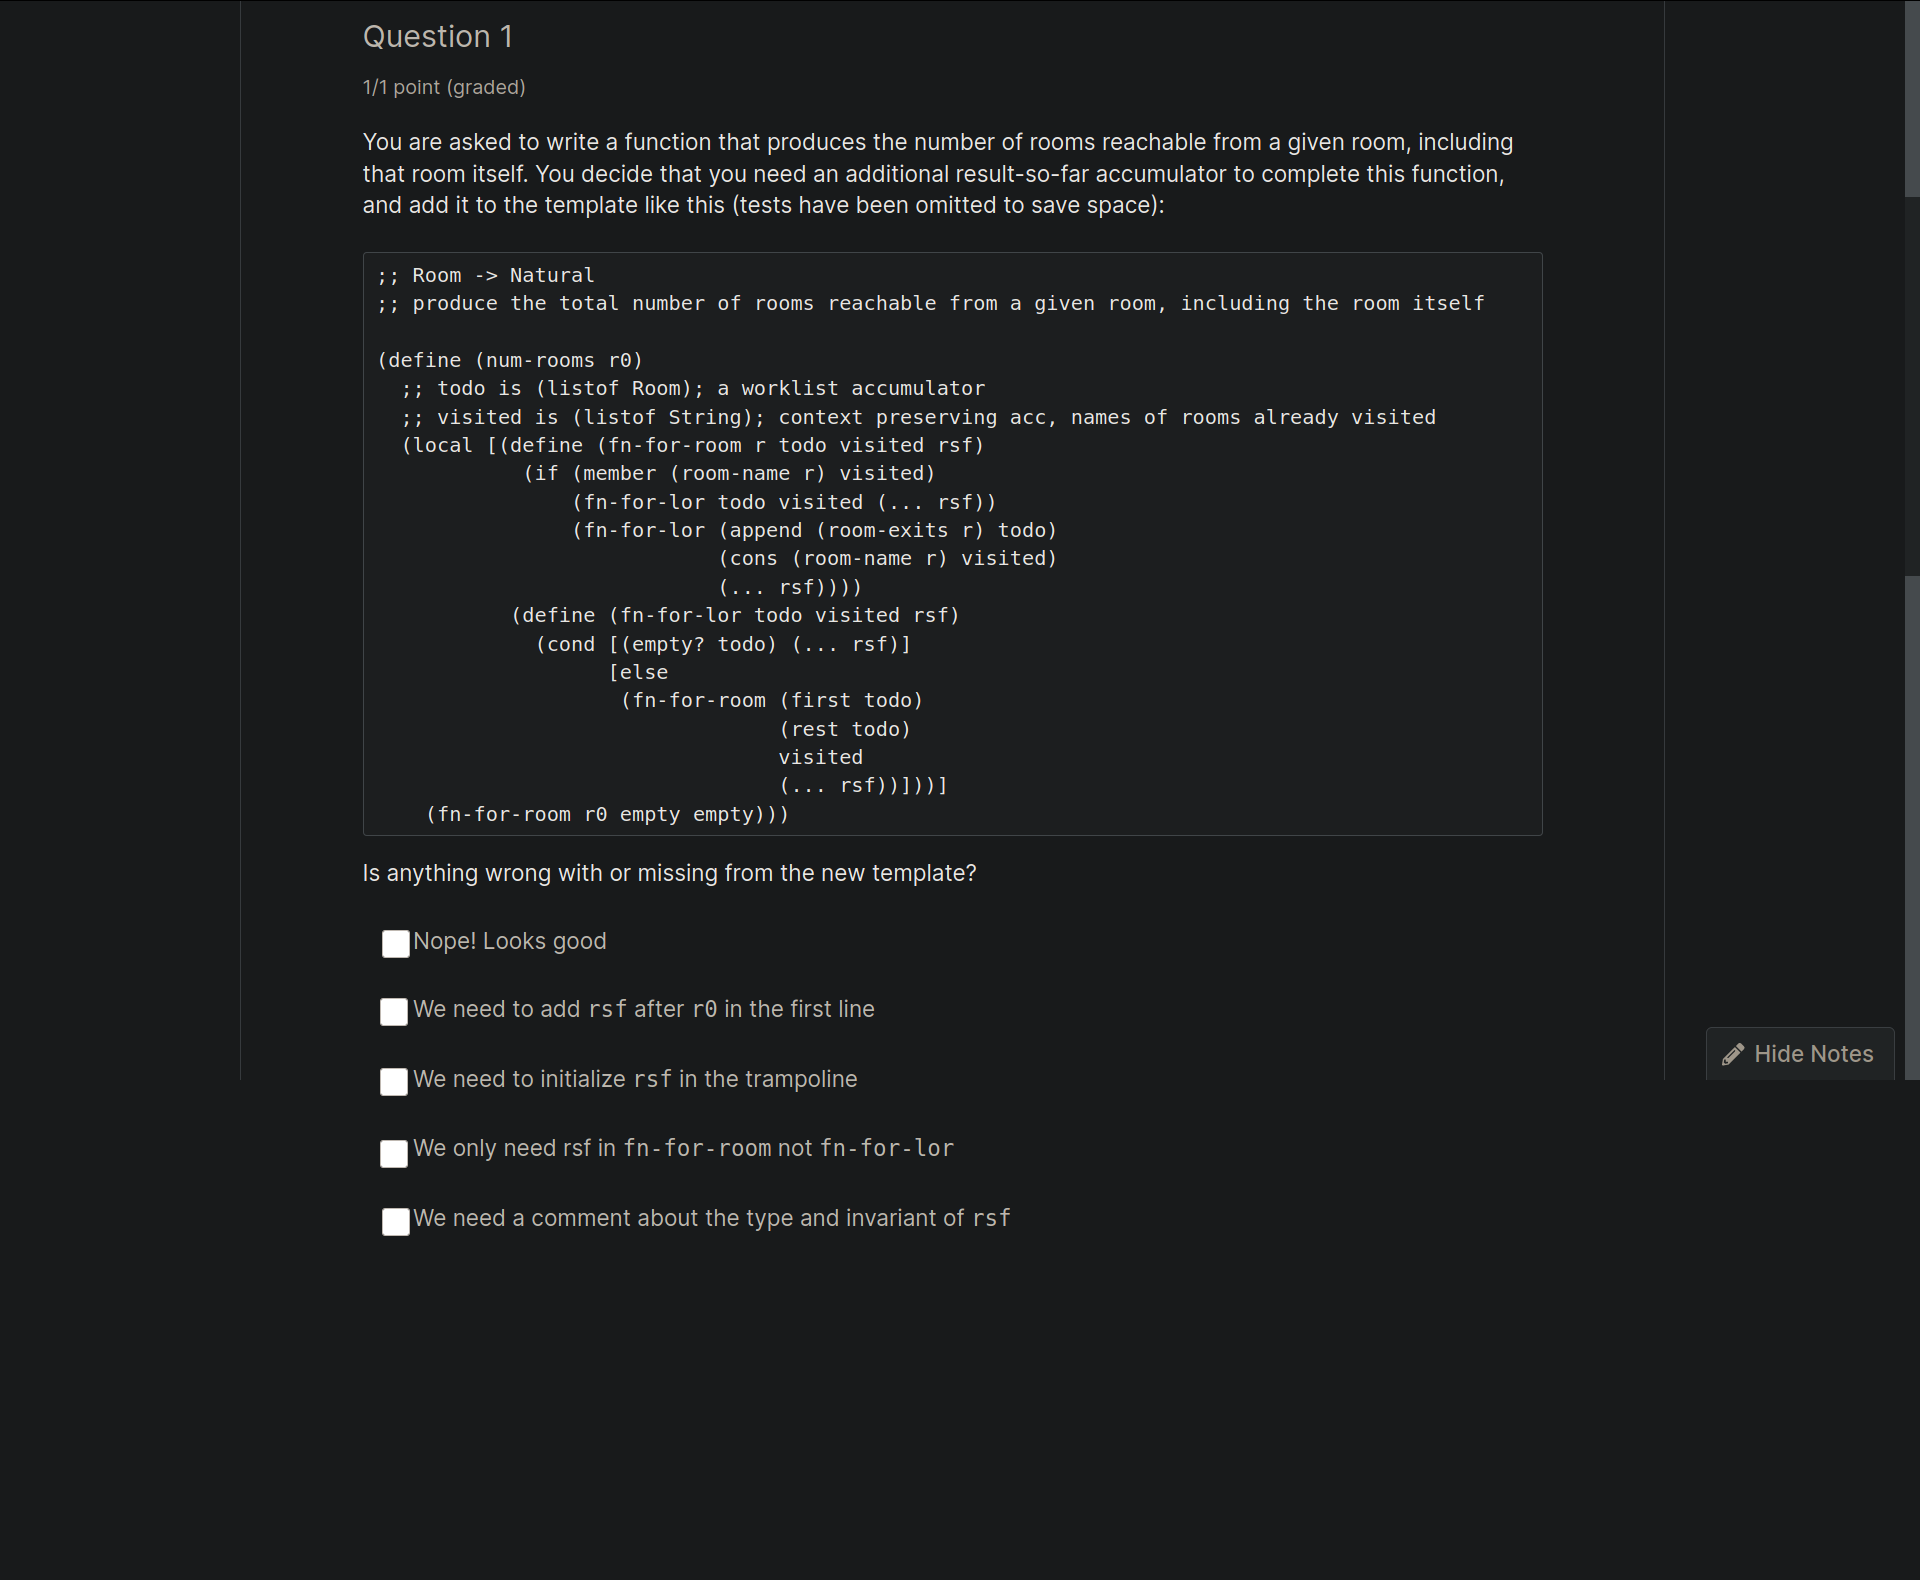 Question 1
1/1 point (graded)
You are asked to write a function that produces the number of rooms reachable from a given room, including
that room itself. You decide that you need an additional result-so-far accumulator to complete this function,
and add it to the template like this (tests have been omitted to save space):
;; Room -> Natural
;; produce the total number of rooms reachable from a given room, including the room itself
(define (num-rooms r0)
  ;; todo is (listof Room); a worklist accumulator
  ;; visited is (listof String); context preserving acc, names of rooms already visited
  (local [(define (fn-for-room r todo visited rsf)
            (if (member (room-name r) visited)
                (fn-for-lor todo visited (... rsf))
                (fn-for-lor (append (room-exits r) todo)
                            (cons (room-name r) visited)
                            (... rsf))))
           (define (fn-for-lor todo visited rsf)
             (cond [(empty? todo) (... rsf)]
                   [else
                    (fn-for-room (first todo)
                                 (rest todo)
                                 visited
                                 (... rsf))]))]
    (fn-for-room r0 empty empty)))
Is anything wrong with or missing from the new template?
Nope! Looks good
We need to add rsf after r0 in the first line
We need to initialize rsf in the trampoline
Hide Notes
We only need rsf in fn-for-room not fn-for-lor
We need a comment about the type and invariant of rsf